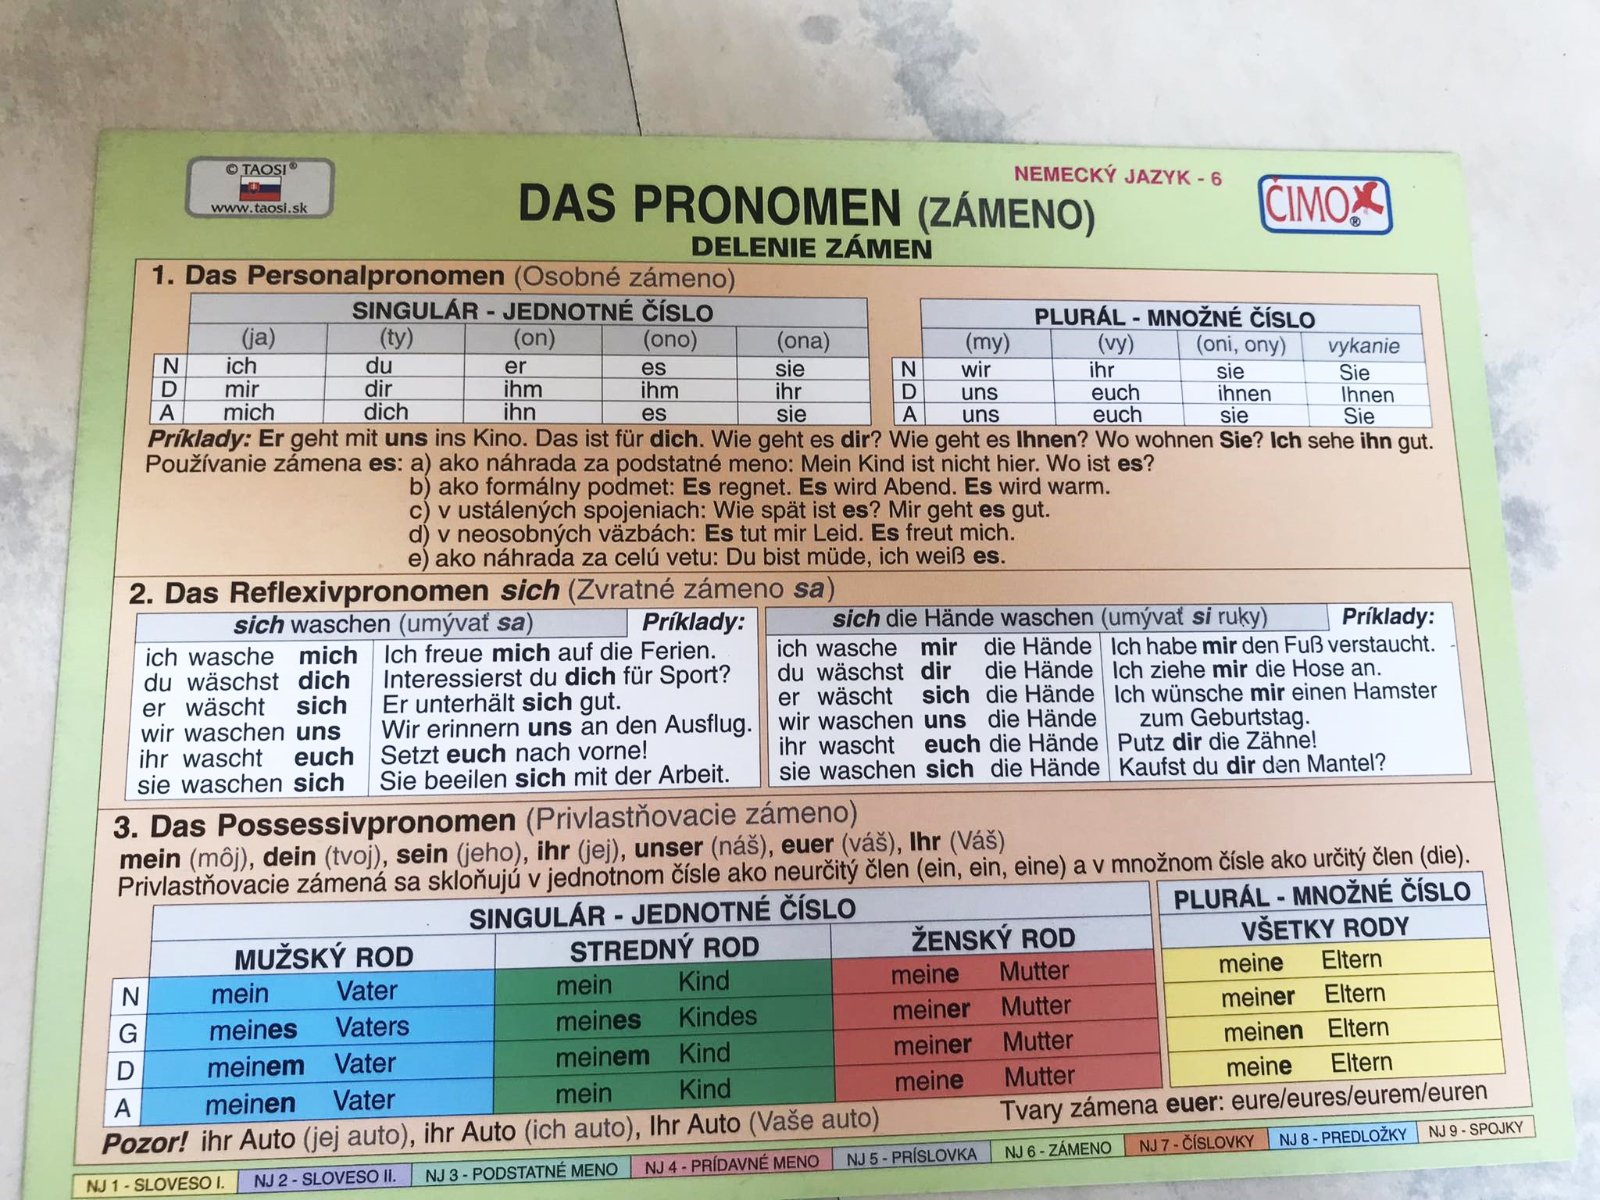 © TAOSI®
www.taosi.sk
NEMECKÝ JAZYK - 6
ČIMO®
DAS PRONOMEN (ZÁMENO)
DELENIE ZÁMEN
1. Das Personalpronomen (Osobné zámeno)
SINGULÁR - JEDNOTNÉ ČÍSLO
(ja) (ty) (on) (ono) (ona)
N ich du er es sie
D mir dir ihm ihm ihr
A mich dich ihn es sie
PLURÁL - MNOŽNÉ ČÍSLO
(my) (vy) (oni, ony) vykanie
N wir ihr sie Sie
D uns euch ihnen Ihnen
A uns euch sie Sie
Príklady: Er geht mit uns ins Kino. Das ist für dich. Wie geht es dir? Wie geht es Ihnen? Wo wohnen Sie? Ich sehe ihn gut.
Používanie zámena es: a) ako náhrada za podstatné meno: Mein Kind ist nicht hier. Wo ist es?
b) ako formálny podmet: Es regnet. Es wird Abend. Es wird warm.
c) v ustálených spojeniach: Wie spät ist es? Mir geht es gut.
d) v neosobných väzbách: Es tut mir Leid. Es freut mich.
e) ako náhrada za celú vetu: Du bist müde, ich weiß es.
2. Das Reflexivpronomen sich (Zvratné zámeno sa)
sich waschen (umývať sa) Príklady:
ich wasche mich Ich freue mich auf die Ferien.
du wäschst dich Interessierst du dich für Sport?
er wäscht sich Er unterhält sich gut.
wir waschen uns Wir erinnern uns an den Ausflug.
ihr wascht euch Setzt euch nach vorne!
sie waschen sich Sie beeilen sich mit der Arbeit.
sich die Hände waschen (umývať si ruky) Príklady:
ich wasche mir die Hände Ich habe mir den Fuß verstaucht.
du wäschst dir die Hände Ich ziehe mir die Hose an.
er wäscht sich die Hände Ich wünsche mir einen Hamster
wir waschen uns die Hände zum Geburtstag.
ihr wascht euch die Hände Putz dir die Zähne!
sie waschen sich die Hände Kaufst du dir den Mantel?
3. Das Possessivpronomen (Privlastňovacie zámeno)
mein (môj), dein (tvoj), sein (jeho), ihr (jej), unser (náš), euer (váš), Ihr (Váš)
Privlastňovacie zámená sa skloňujú v jednotnom čísle ako neurčitý člen (ein, ein, eine) a v množnom čísle ako určitý člen (die).
SINGULÁR - JEDNOTNÉ ČÍSLO
MUŽSKÝ ROD STREDNÝ ROD ŽENSKÝ ROD
N mein Vater mein Kind meine Mutter
G meines Vaters meines Kindes meiner Mutter
D meinem Vater meinem Kind meiner Mutter
A meinen Vater mein Kind meine Mutter
PLURÁL - MNOŽNÉ ČÍSLO
VŠETKY RODY
meine Eltern
meiner Eltern
meinen Eltern
meine Eltern
Pozor! ihr Auto (jej auto), ihr Auto (ich auto), Ihr Auto (Vaše auto)
Tvary zámena euer: eure/eures/eurem/euren
NJ 1 - SLOVESO I. NJ 2 - SLOVESO II. NJ 3 - PODSTATNÉ MENO NJ 4 - PRÍDAVNÉ MENO NJ 5 - PRÍSLOVKA NJ 6 - ZÁMENO NJ 7 - ČÍSLOVKY NJ 8 - PREDLOŽKY NJ 9 - SPOJKY